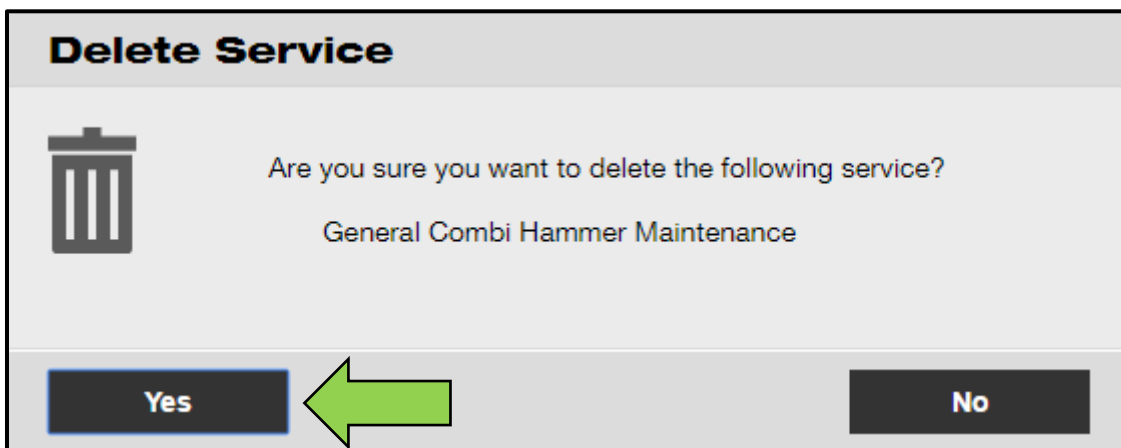 Delete Service
Are you sure you want to delete the following service?
General Combi Hammer Maintenance
Yes
No